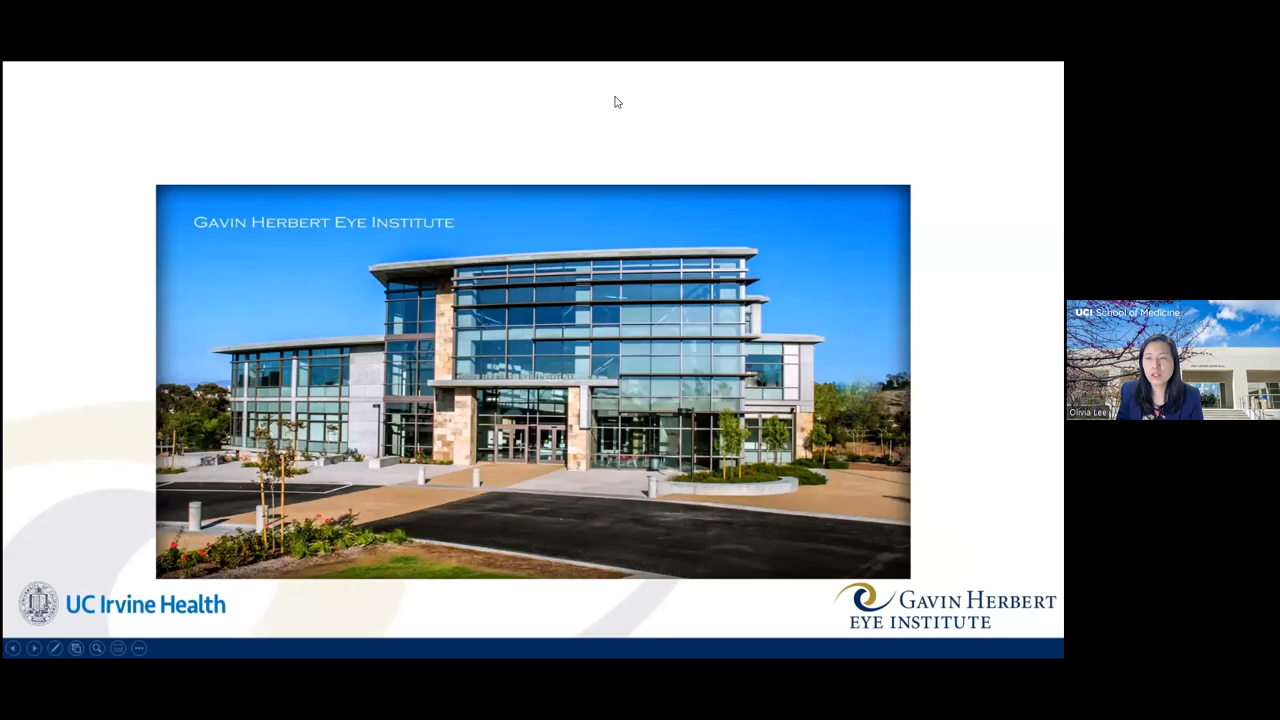 GAVIN HERBERT EYE INSTITUTE
UC Irvine Health
GAVIN HERBERT
EYE INSTITUTE
UCI School of Medicine
Olivia Lee